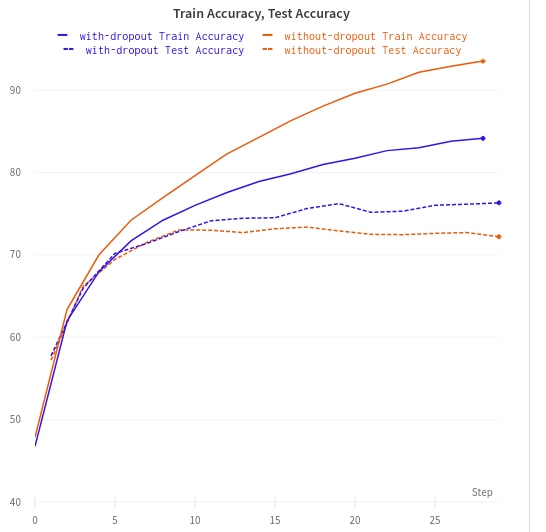 Train Accuracy, Test Accuracy
with-dropout Train Accuracy without-dropout Train Accuracy
with-dropout Test Accuracy without-dropout Test Accuracy
90
80
70
60
50
Step
40
0 5 10 15 20 25